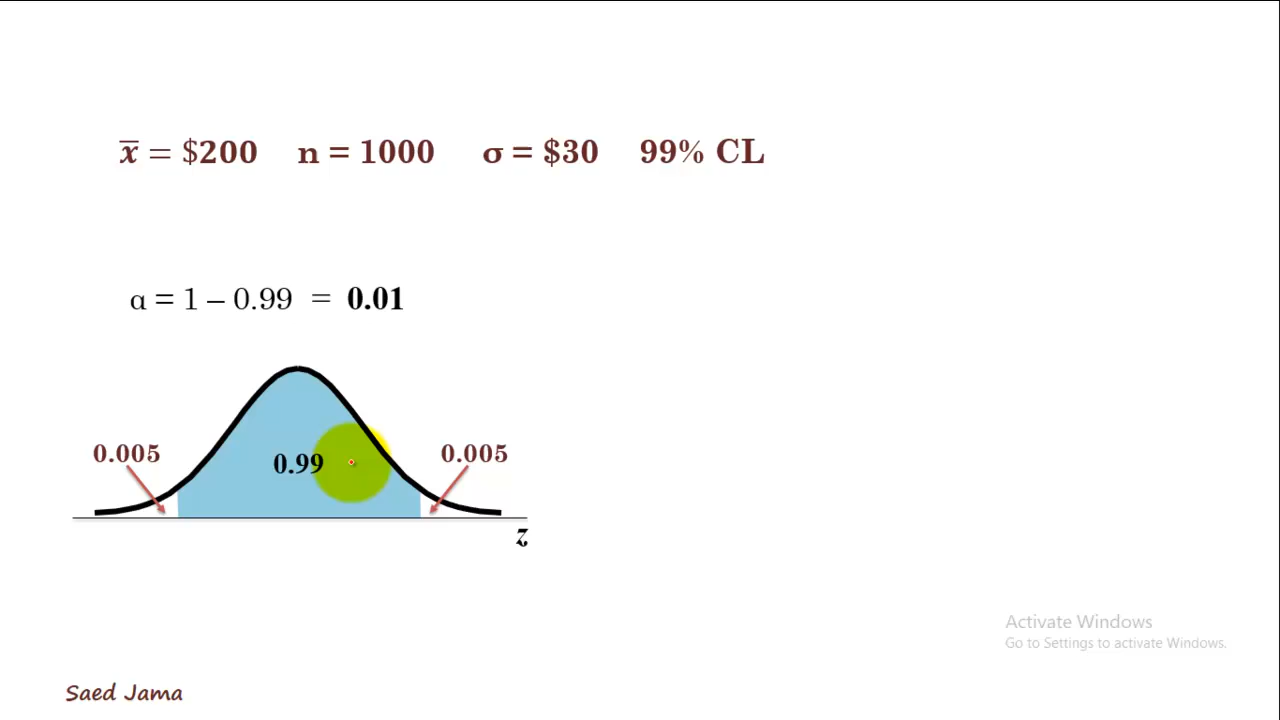 x̄ = $200 n = 1000 σ = $30 99% CL
α = 1 – 0.99 = 0.01
0.005 0.99 0.005
z
Activate Windows
Go to Settings to activate Windows.
Saed Jama